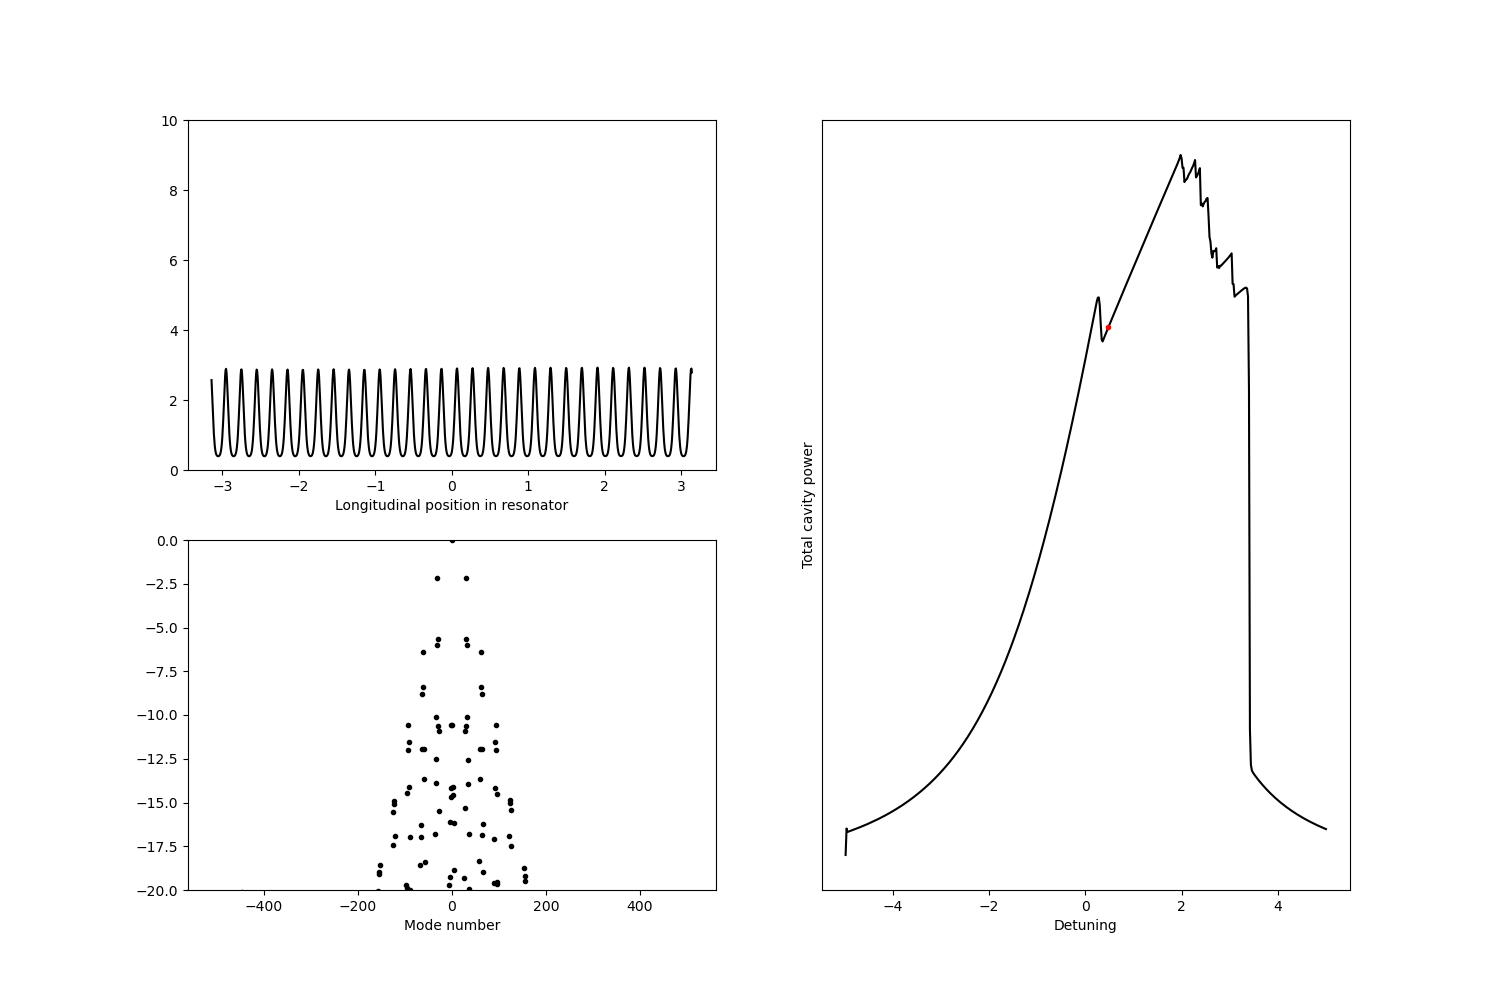 10
8
6
4
2
0
−3 −2 −1 0 1 2 3
Longitudinal position in resonator
0.0
−2.5
−5.0
−7.5
−10.0
−12.5
−15.0
−17.5
−20.0
−400 −200 0 200 400
Mode number
Total cavity power
−4 −2 0 2 4
Detuning